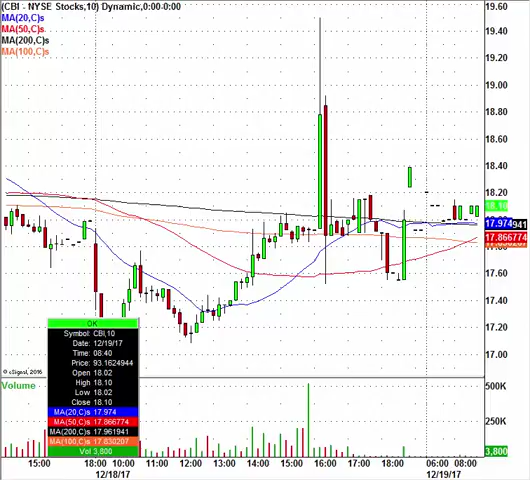 (CBI - NYSE Stocks,10) Dynamic,0:00-0:00
MA(20,C)s
MA(50,C)s
MA(200,C)s
MA(100,C)s
19.60
19.40
19.20
19.00
18.80
18.60
18.40
18.20
18.10
18.00
17.974
17.866774
17.80
17.60
17.40
17.20
17.00
OK
Symbol: CBI,10
Date: 12/19/17
Time: 08:40
Price: 93.1624944
Open 18.02
High 18.10
Low 18.02
Close 18.10
MA(20,C)s 17.974
MA(50,C)s 17.866774
MA(200,C)s 17.961941
MA(100,C)s 17.830207
Vol 3,800
© eSignal, 2016
Volume
500K
250K
3,800
15:00 18:00 10:00 11:00 12:00 13:00 14:00 15:00 16:00 17:00 18:00 06:00 08:00
12/18/17 12/19/17